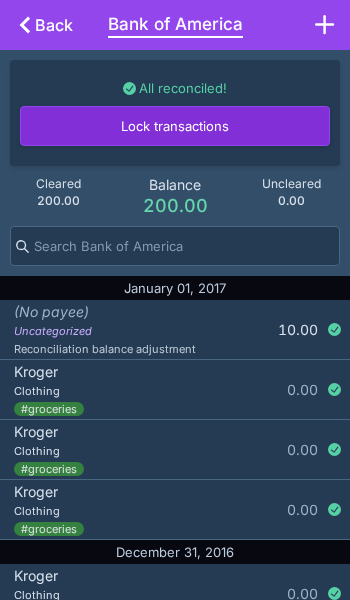 Back
Bank of America
All reconciled!
Lock transactions
Cleared
200.00
Balance
200.00
Uncleared
0.00
Search Bank of America
January 01, 2017
(No payee)
Uncategorized
Reconciliation balance adjustment
10.00
Kroger
Clothing
#groceries
0.00
Kroger
Clothing
#groceries
0.00
Kroger
Clothing
#groceries
0.00
December 31, 2016
Kroger
Clothing
0.00